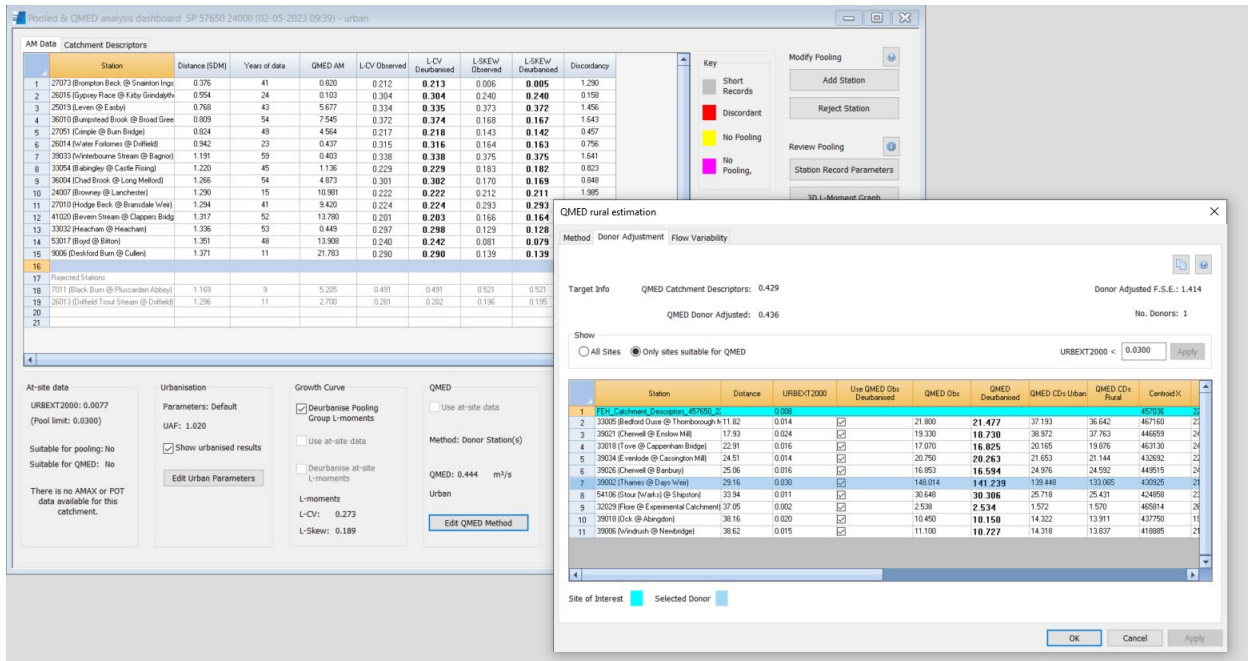 Pooled & QMED analysis dashboard SP 57650 24000 (02-05-2023 09:39) - urban
AM Data Catchment Descriptors
Station Distance (SDM) Years of data QMED AM L-CV Observed L-CV Deurbanised L-SKEW Observed L-SKEW Deurbanised Discordancy
1 27073 (Brompton Beck @ Snainton Ings 0.376 41 0.820 0.212 0.213 0.006 0.005 1.290
2 26016 (Gypsey Race @ Kirby Grindalyth 0.554 24 0.103 0.304 0.304 0.240 0.240 0.158
3 25019 (Leven @ Easby) 0.768 43 5.677 0.334 0.335 0.373 0.372 1.456
4 36010 (Bumpstead Brook @ Broad Gree 0.809 54 7.545 0.372 0.374 0.168 0.167 1.643
5 27051 (Crimple @ Burn Bridge) 0.824 49 4.564 0.217 0.218 0.143 0.142 0.457
6 26014 (Water Forlornes @ Driffield) 0.942 23 0.437 0.315 0.316 0.164 0.163 0.756
7 39033 (Winterbourne Stream @ Bagnor) 1.191 59 0.403 0.338 0.338 0.375 0.375 1.641
8 33054 (Babingley @ Castle Rising) 1.220 45 1.136 0.229 0.229 0.183 0.182 0.823
9 36004 (Chad Brook @ Long Melford) 1.266 54 4.873 0.301 0.302 0.170 0.169 0.848
10 24007 (Browney @ Lanchester) 1.290 15 10.981 0.222 0.222 0.212 0.211 1.985
11 27010 (Hodge Beck @ Bransdale Weir) 1.294 41 9.420 0.224 0.224 0.293 0.293
12 41020 (Bevern Stream @ Clappers Bridg 1.317 52 13.780 0.201 0.203 0.166 0.164
13 33032 (Heacham @ Heacham) 1.336 53 0.449 0.297 0.298 0.129 0.128
14 53017 (Boyd @ Bitton) 1.351 48 13.908 0.240 0.242 0.081 0.079
15 9006 (Deskford Burn @ Cullen) 1.371 11 21.783 0.290 0.290 0.139 0.139
16
17 Rejected Stations
18 7011 (Black Burn @ Pluscarden Abbey) 1.169 9 5.205 0.491 0.491 0.521 0.521
19 26013 (Driffield Trout Stream @ Driffield) 1.296 11 2.700 0.281 0.282 0.196 0.195
20
21
Key
Short Records
Discordant
No Pooling
No Pooling,
Modify Pooling
Add Station
Reject Station
Review Pooling
Station Record Parameters
3D L-Moment Graph
At-site data
URBEXT2000: 0.0077
(Pool limit: 0.0300)
Suitable for pooling: No
Suitable for QMED: No
There is no AMAX or POT
data available for this
catchment.
Urbanisation
Parameters: Default
UAF: 1.020
Show urbanised results
Edit Urban Parameters
Growth Curve
Deurbanise Pooling
Group L-moments
Use at-site data
Deurbanise at-site
L-moments
L-moments
L-CV: 0.273
L-Skew: 0.189
QMED
Use at-site data
Method: Donor Station(s)
QMED: 0.444 m³/s
Urban
Edit QMED Method
QMED rural estimation
Method Donor Adjustment Flow Variability
Target Info QMED Catchment Descriptors: 0.429 Donor Adjusted F.S.E.: 1.414
QMED Donor Adjusted: 0.436 No. Donors: 1
Show
All Sites Only sites suitable for QMED URBEXT2000 < 0.0300 Apply
Station Distance URBEXT2000 Use QMED Obs Deurbanised QMED Obs QMED Deurbanised QMED CDs Urban QMED CDs Rural Centroid X
1 FEH_Catchment_Descriptors_457650_2 0.008 457036 22
2 33005 (Bedford Ouse @ Thornborough M 11.82 0.014 21.800 21.477 37.193 36.642 467160 23
3 39021 (Cherwell @ Enslow Mill) 17.93 0.024 19.330 18.730 38.972 37.763 446659 24
4 33018 (Tove @ Cappenham Bridge) 22.91 0.016 17.070 16.825 20.165 19.876 463130 24
5 39034 (Evenlode @ Cassington Mill) 24.51 0.014 20.750 20.263 21.653 21.144 432692 22
6 39026 (Cherwell @ Banbury) 25.06 0.016 16.853 16.594 24.976 24.592 449515 24
7 39002 (Thames @ Days Weir) 29.16 0.030 148.014 141.239 139.448 133.065 430925 21
8 54106 (Stour (Warks) @ Shipston) 33.94 0.011 30.648 30.306 25.718 25.431 424858 23
9 32029 (Flore @ Experimental Catchment) 37.05 0.002 2.538 2.534 1.572 1.570 465814 26
10 39018 (Ock @ Abingdon) 38.16 0.020 10.450 10.150 14.322 13.911 437750 19
11 39006 (Windrush @ Newbridge) 38.62 0.015 11.100 10.727 14.318 13.837 418885 21
Site of Interest Selected Donor
OK Cancel Apply